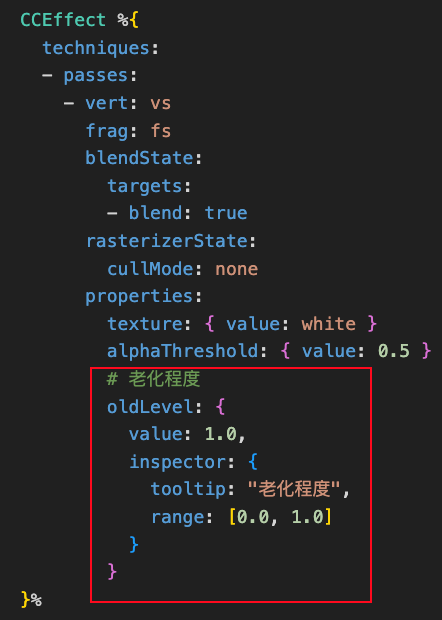 CCEffect %{
  techniques:
  - passes:
    - vert: vs
      frag: fs
      blendState:
        targets:
        - blend: true
      rasterizerState:
        cullMode: none
      properties:
        texture: { value: white }
        alphaThreshold: { value: 0.5 }
        # 老化程度
        oldLevel: {
          value: 1.0,
          inspector: {
            tooltip: "老化程度",
            range: [0.0, 1.0]
          }
        }
}%